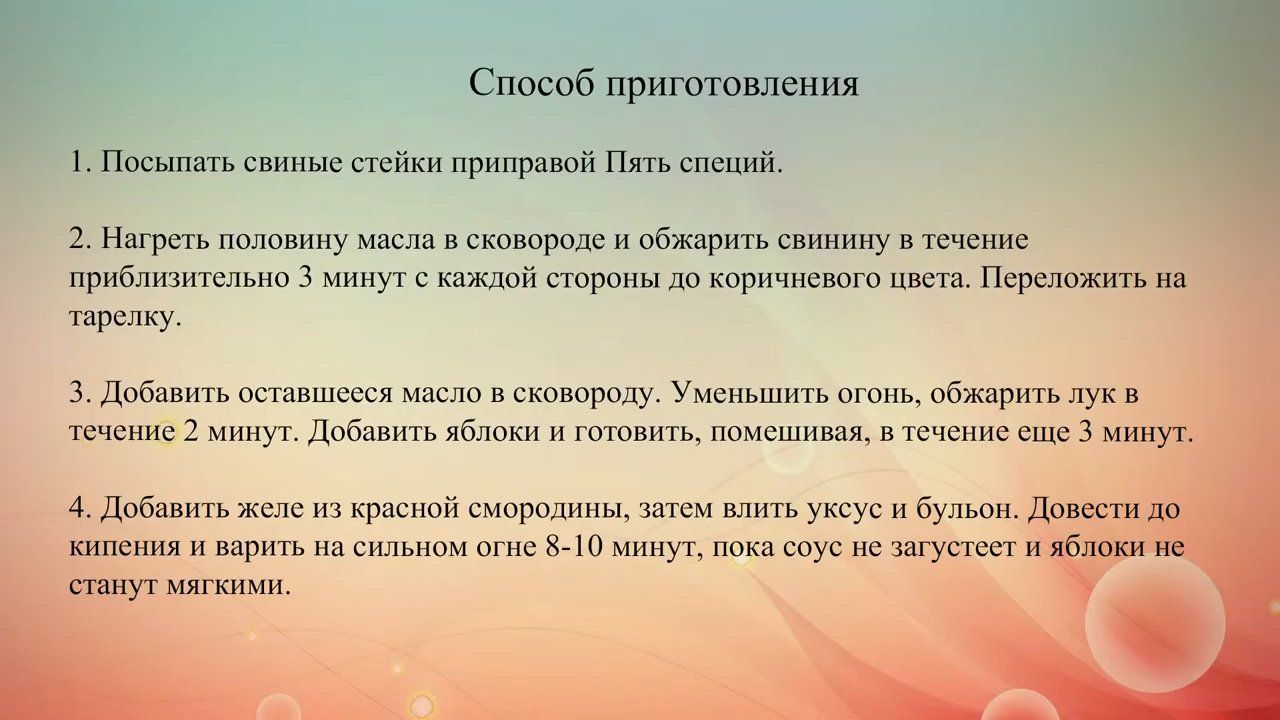 Способ приготовления
1. Посыпать свиные стейки приправой Пять специй.
2. Нагреть половину масла в сковороде и обжарить свинину в течение
приблизительно 3 минут с каждой стороны до коричневого цвета. Переложить на
тарелку.
3. Добавить оставшееся масло в сковороду. Уменьшить огонь, обжарить лук в
течение 2 минут. Добавить яблоки и готовить, помешивая, в течение еще 3 минут.
4. Добавить желе из красной смородины, затем влить уксус и бульон. Довести до
кипения и варить на сильном огне 8-10 минут, пока соус не загустеет и яблоки не
станут мягкими.